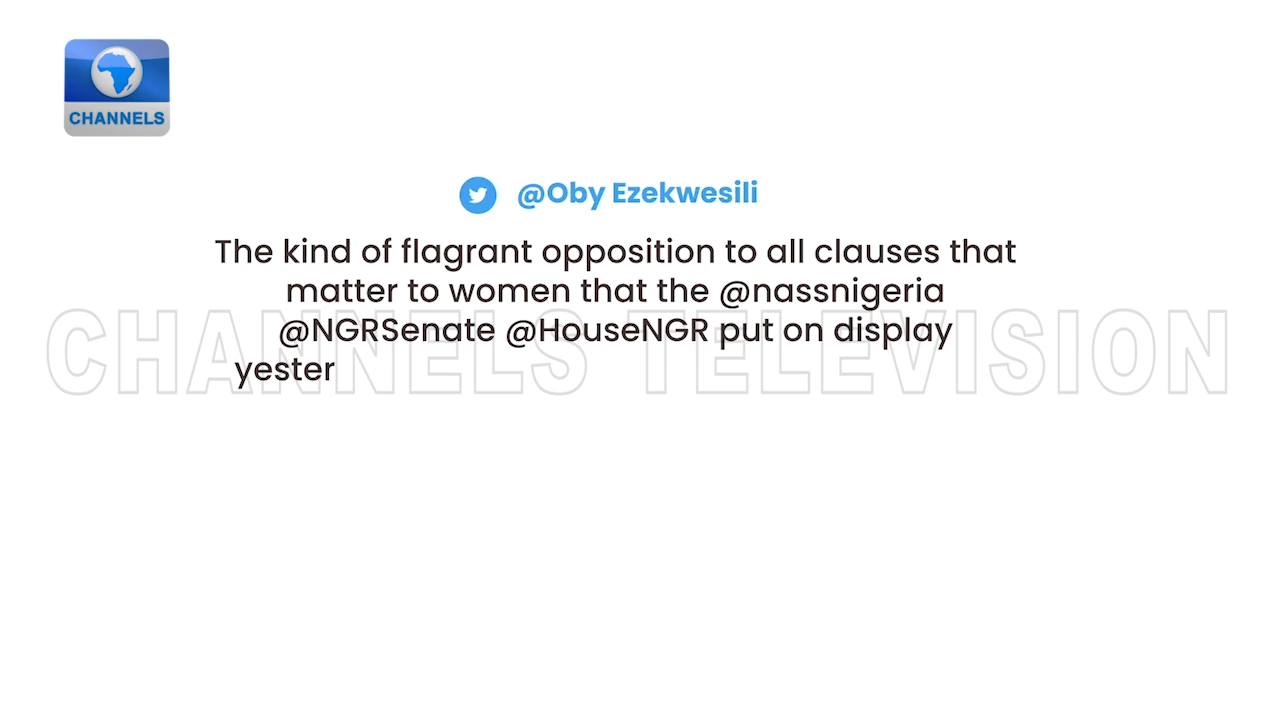 CHANNELS
@Oby Ezekwesili
The kind of flagrant opposition to all clauses that
matter to women that the @nassnigeria
@NGRSenate @HouseNGR put on display
yester
CHANNELS TELEVISION